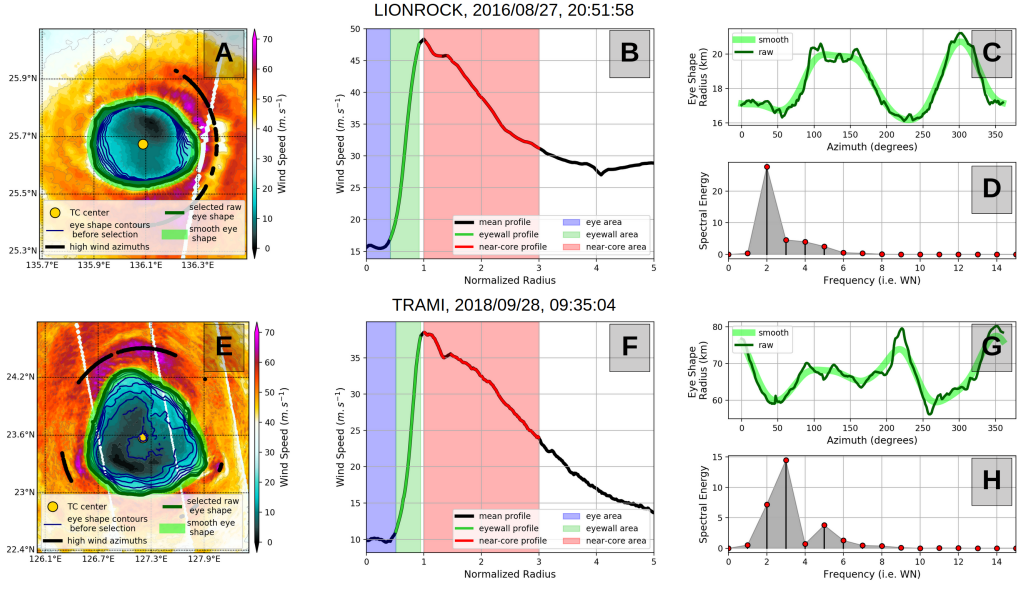 LIONROCK, 2016/08/27, 20:51:58
A
25.9°N
25.7°N
25.5°N
25.3°N
135.7°E
135.9°E
136.1°E
136.3°E
TC center
eye shape contours
before selection
high wind azimuths
selected raw
eye shape
smooth eye
shape
70
60
50
40
30
20
10
0
Wind Speed (m. s⁻¹)
B
50
45
40
35
30
25
20
15
Wind Speed (m. s⁻¹)
mean profile
eyewall profile
near-core profile
eye area
eyewall area
near-core area
0 1 2 3 4 5
Normalized Radius
C
smooth
raw
20
18
16
Eye Shape
Radius (km)
0 50 100 150 200 250 300 350
Azimuth (degrees)
D
20
10
0
Spectral Energy
0 2 4 6 8 10 12 14
Frequency (i.e. WN)
TRAMI, 2018/09/28, 09:35:04
E
24.2°N
23.6°N
23°N
22.4°N
126.1°E
126.7°E
127.3°E
127.9°E
TC center
eye shape contours
before selection
high wind azimuths
selected raw
eye shape
smooth eye
shape
70
60
50
40
30
20
10
0
Wind Speed (m. s⁻¹)
F
35
30
25
20
15
10
Wind Speed (m. s⁻¹)
mean profile
eyewall profile
near-core profile
eye area
eyewall area
near-core area
0 1 2 3 4 5
Normalized Radius
G
smooth
raw
80
70
60
Eye Shape
Radius (km)
0 50 100 150 200 250 300 350
Azimuth (degrees)
H
15
10
5
0
Spectral Energy
0 2 4 6 8 10 12 14
Frequency (i.e. WN)